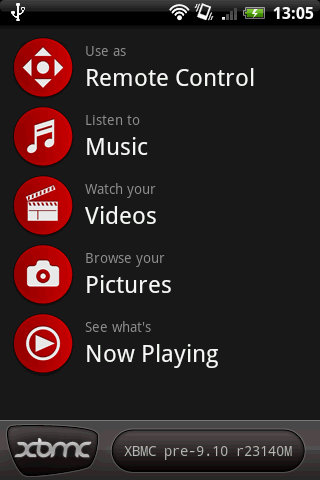 13:05
Use as
Remote Control
Listen to
Music
Watch your
Videos
Browse your
Pictures
See what's
Now Playing
xbmc
XBMC pre-9.10 r23140M